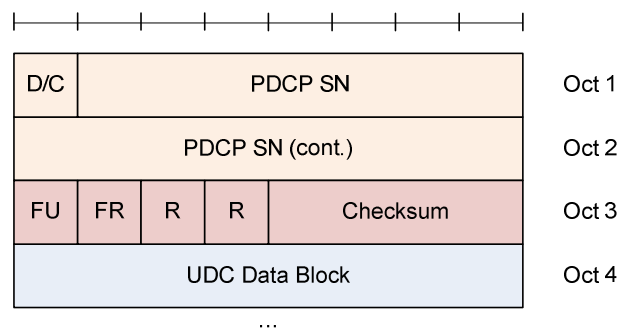 D/C PDCP SN Oct 1
PDCP SN (cont.) Oct 2
FU FR R R Checksum Oct 3
UDC Data Block Oct 4
...